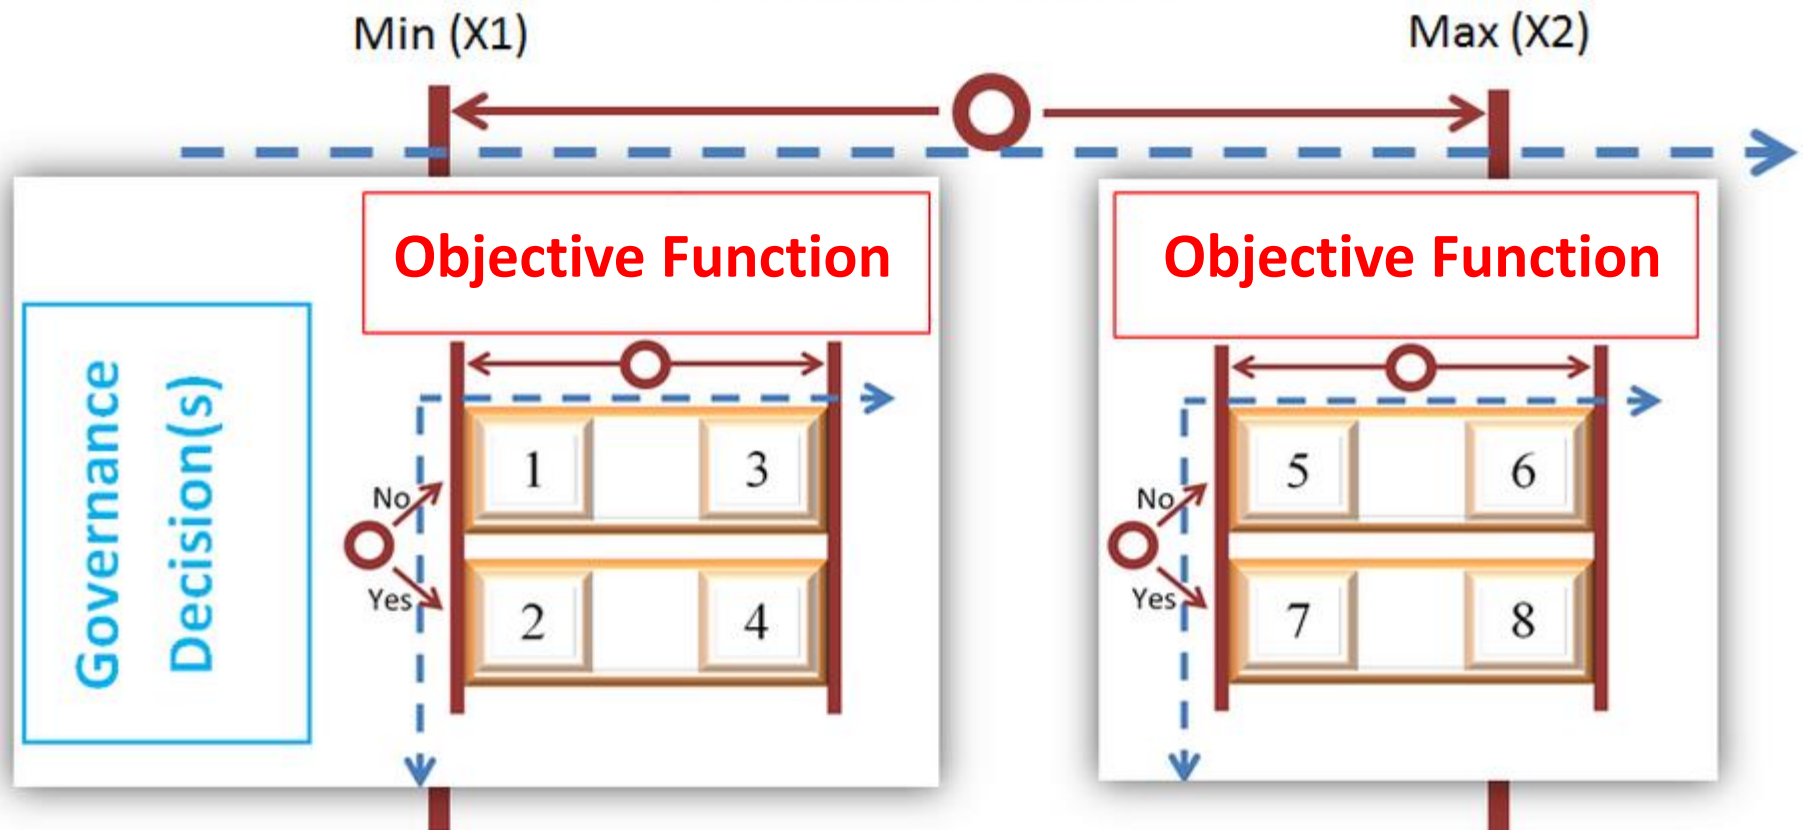 Min (X1)
Max (X2)
Objective Function
Objective Function
Governance
Decision(s)
No
Yes
1
3
2
4
No
Yes
5
6
7
8